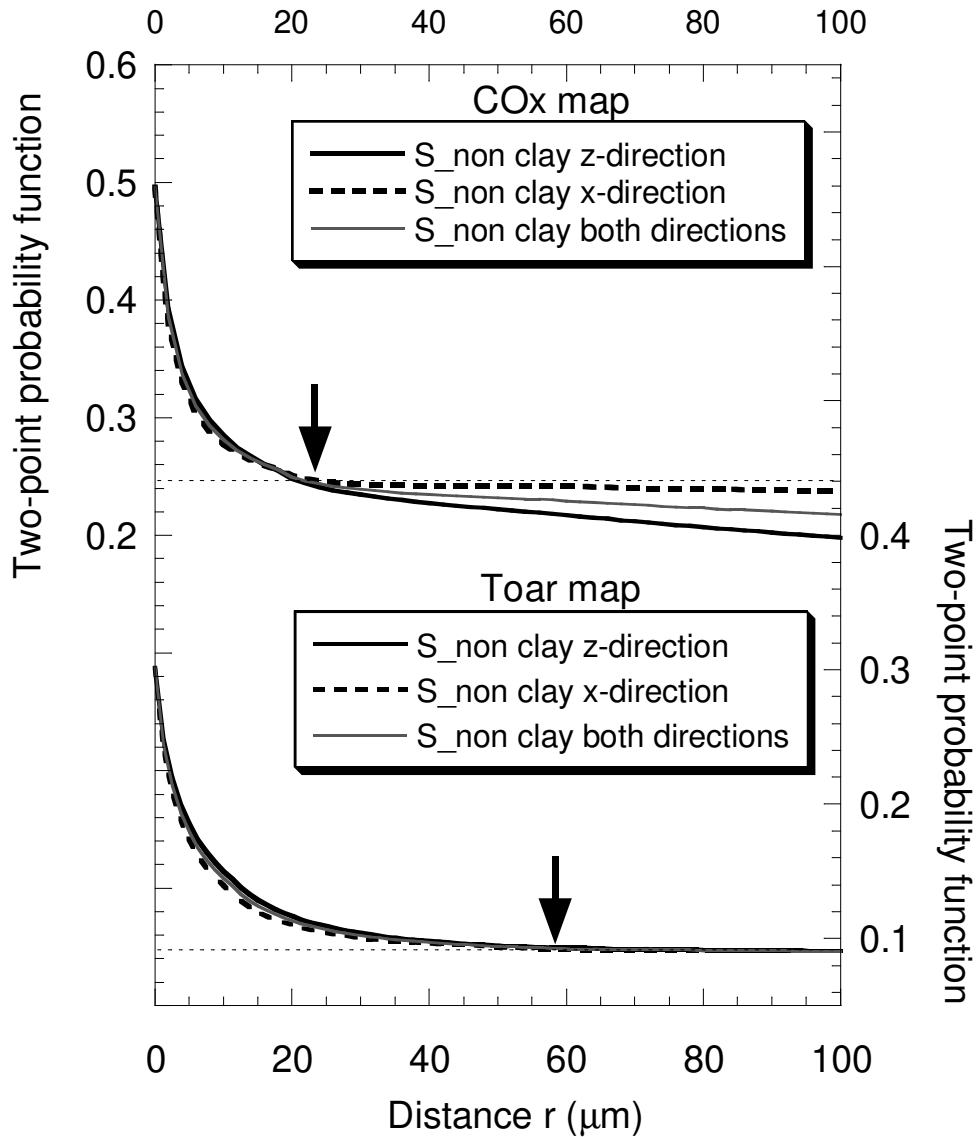 0 20 40 60 80 100
0.6
0.5
0.4
0.3
0.2
Two-point probability function
COx map
S_non clay z-direction
S_non clay x-direction
S_non clay both directions
Toar map
S_non clay z-direction
S_non clay x-direction
S_non clay both directions
0.4
0.3
0.2
0.1
Two-point probability function
0 20 40 60 80 100
Distance r (μm)